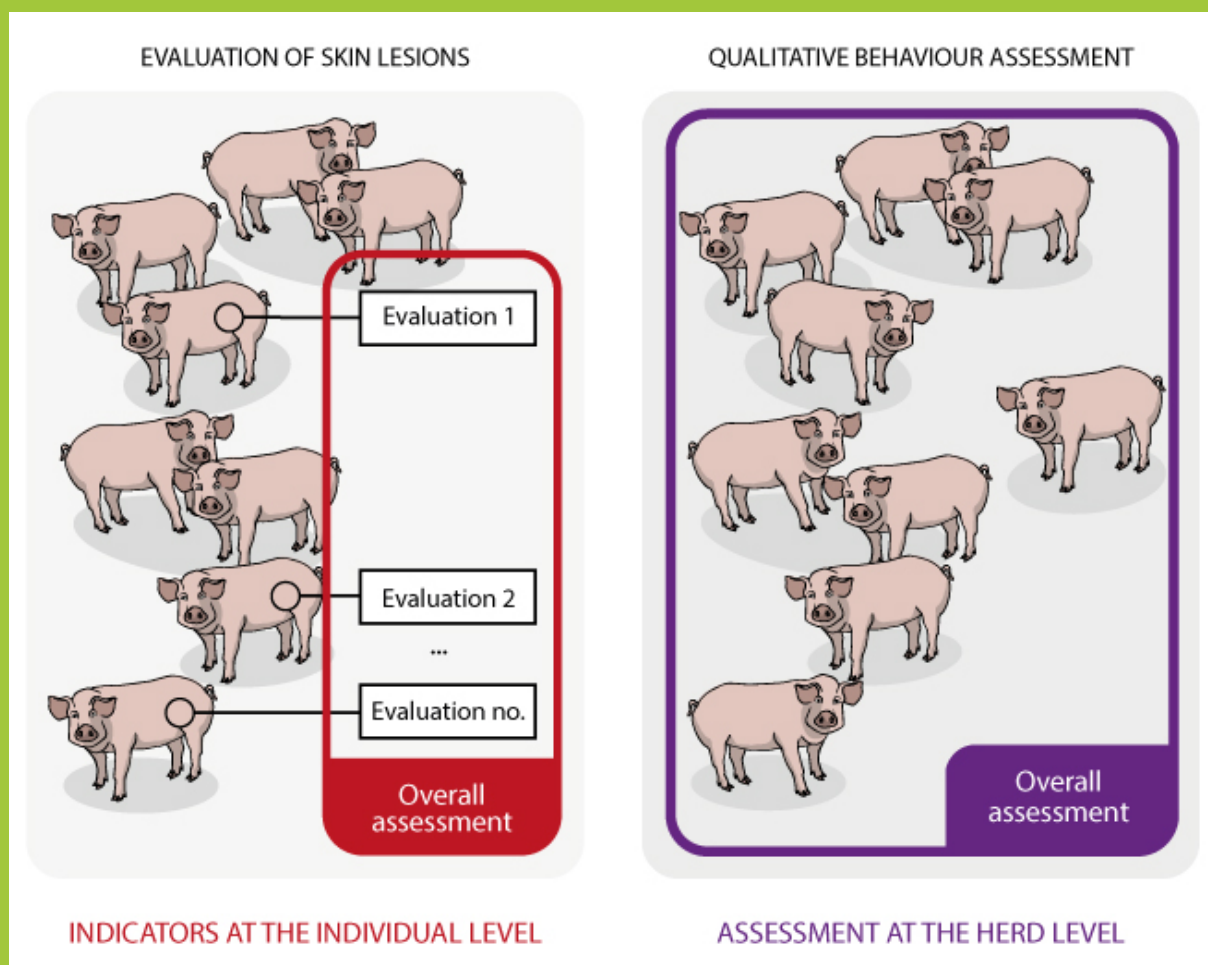 EVALUATION OF SKIN LESIONS
Evaluation 1
Evaluation 2
...
Evaluation no.
Overall
assessment
INDICATORS AT THE INDIVIDUAL LEVEL
QUALITATIVE BEHAVIOUR ASSESSMENT
Overall
assessment
ASSESSMENT AT THE HERD LEVEL